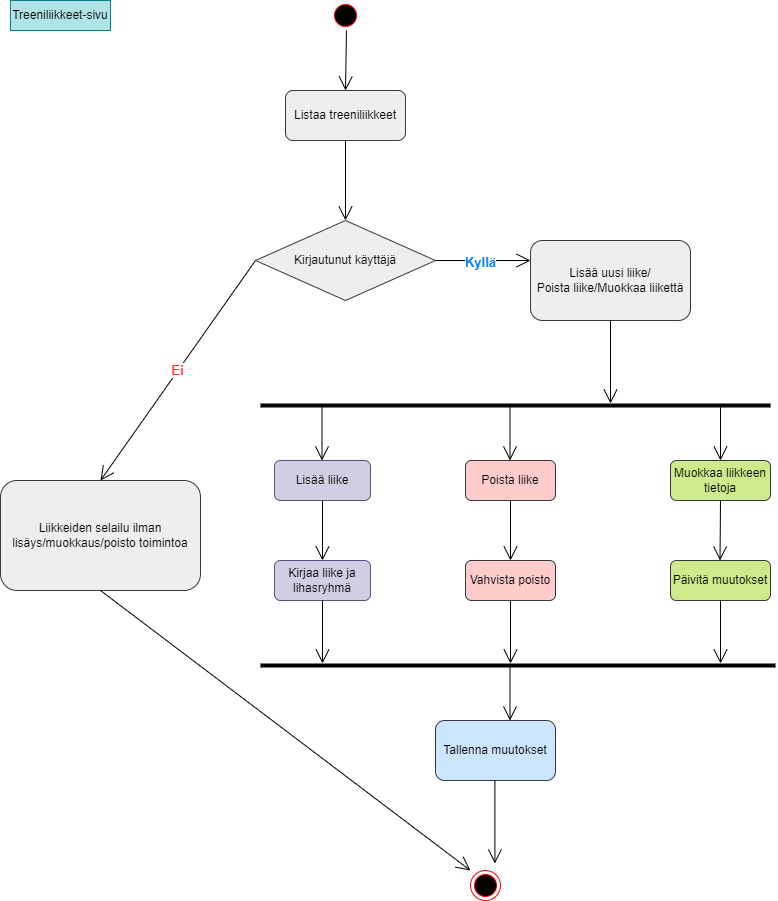 Treeniliikkeet-sivu
Listaa treeniliikkeet
Kirjautunut käyttäjä
Kyllä
Lisää uusi liike/
Poista liike/Muokkaa liikettä
Ei
Lisää liike
Poista liike
Muokkaa liikkeen
tietoja
Liikkeiden selailu ilman
lisäys/muokkaus/poisto toimintoa
Kirjaa liike ja
lihasryhmä
Vahvista poisto
Päivitä muutokset
Tallenna muutokset